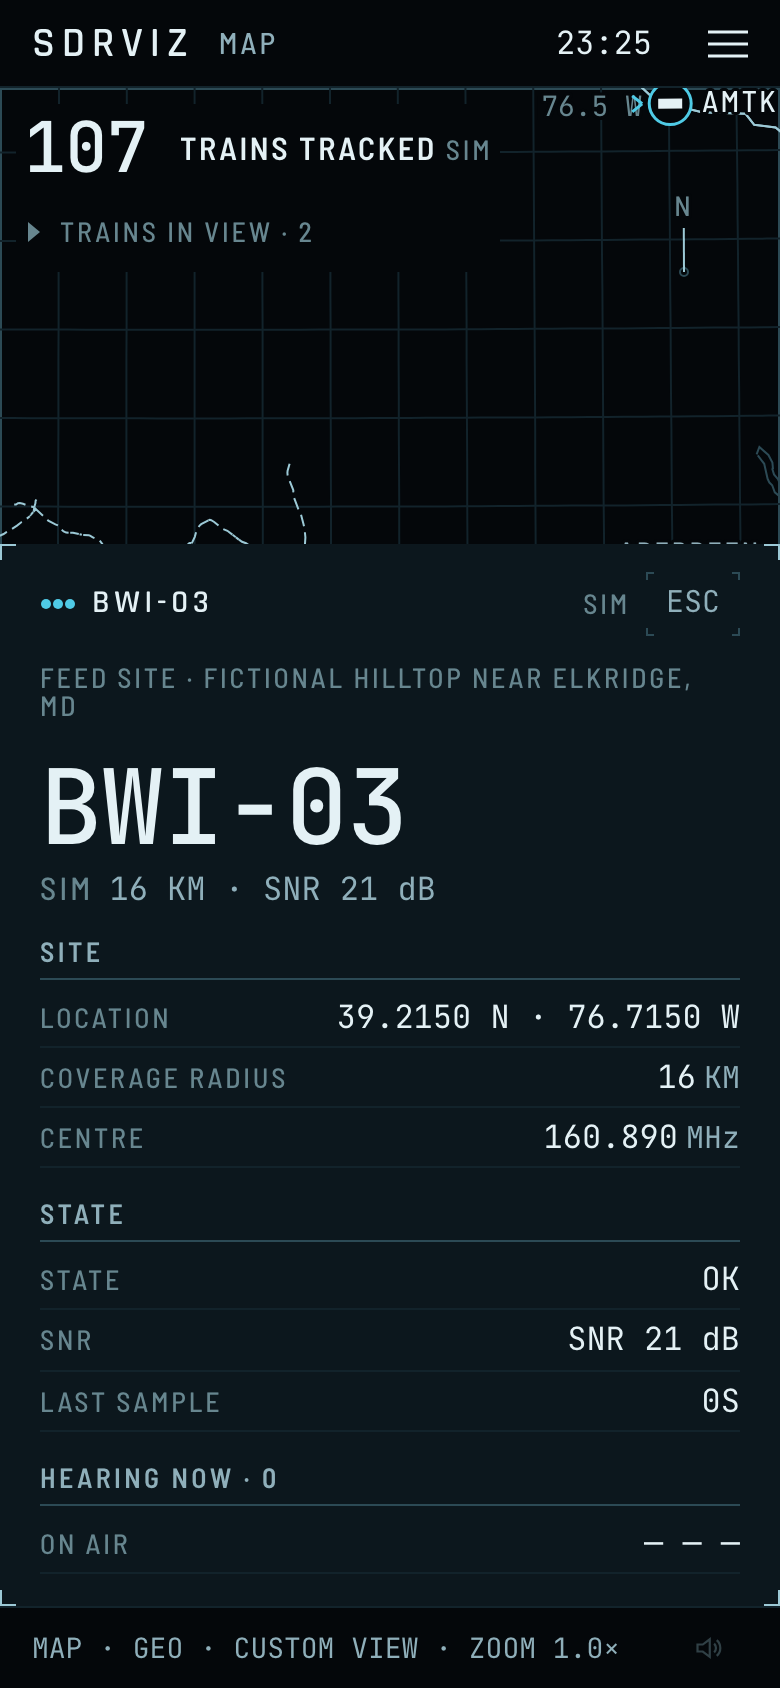 SDRVIZ MAP 23:25
76.5 W AMTK
107 TRAINS TRACKED SIM
N
TRAINS IN VIEW · 2
BWI-03 SIM ESC
FEED SITE · FICTIONAL HILLTOP NEAR ELKRIDGE,
MD
BWI-03
SIM 16 KM · SNR 21 dB
SITE
LOCATION 39.2150 N · 76.7150 W
COVERAGE RADIUS 16 KM
CENTRE 160.890 MHz
STATE
STATE OK
SNR SNR 21 dB
LAST SAMPLE 0S
HEARING NOW · 0
ON AIR – – –
MAP · GEO · CUSTOM VIEW · ZOOM 1.0×